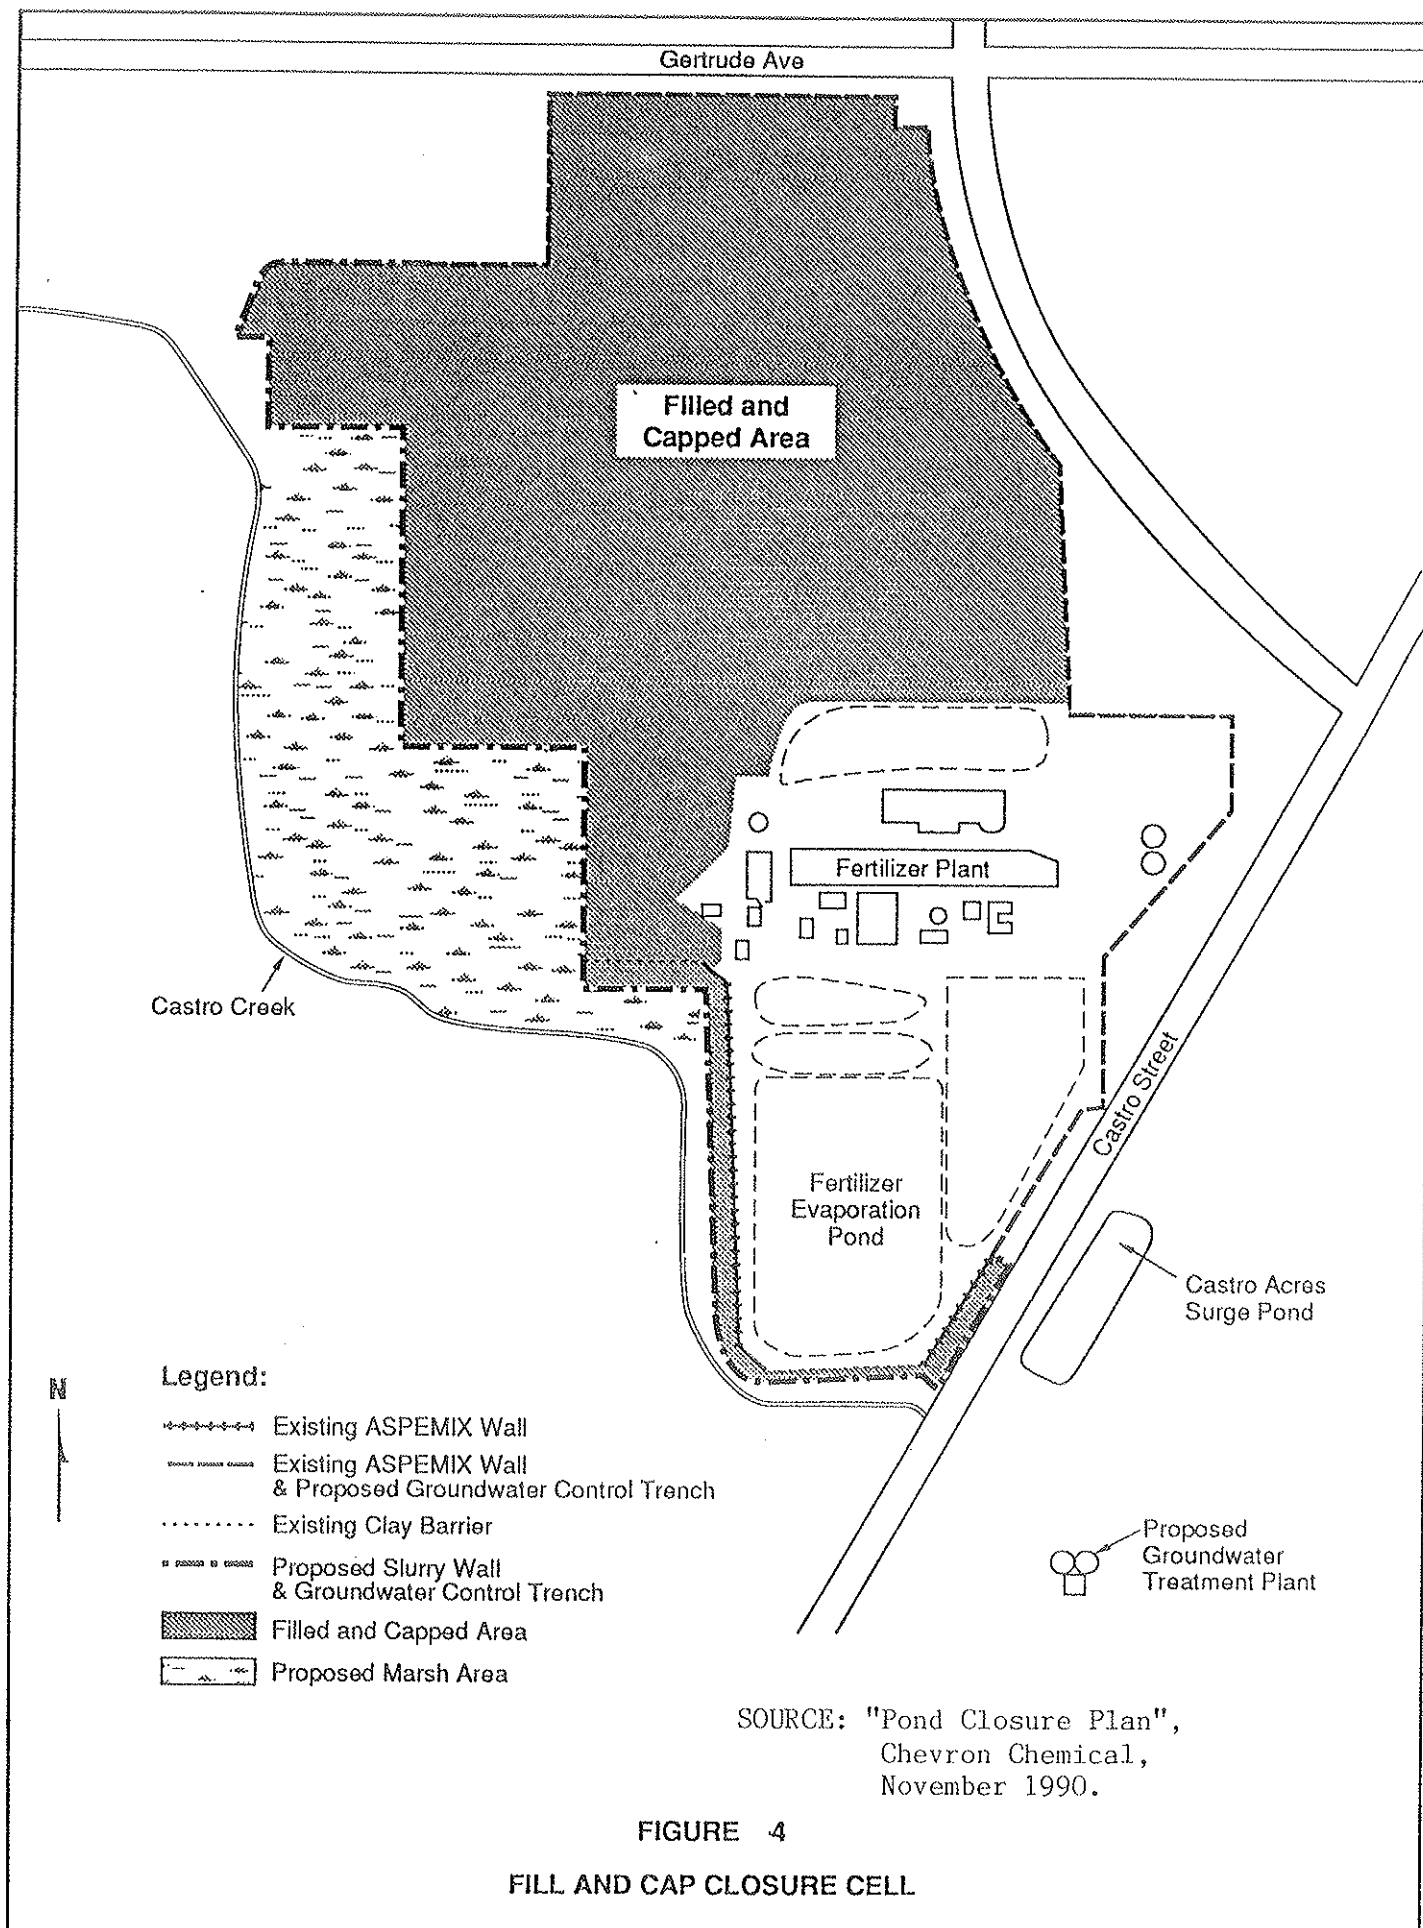 Gertrude Ave
Filled and
Capped Area
Fertilizer Plant
Castro Creek
Castro Street
Fertilizer
Evaporation
Pond
Castro Acres
Surge Pond
N
Legend:
Existing ASPEMIX Wall
Existing ASPEMIX Wall
& Proposed Groundwater Control Trench
Existing Clay Barrier
Proposed Slurry Wall
& Groundwater Control Trench
Filled and Capped Area
Proposed Marsh Area
Proposed
Groundwater
Treatment Plant
SOURCE: "Pond Closure Plan",
Chevron Chemical,
November 1990.
FIGURE 4
FILL AND CAP CLOSURE CELL